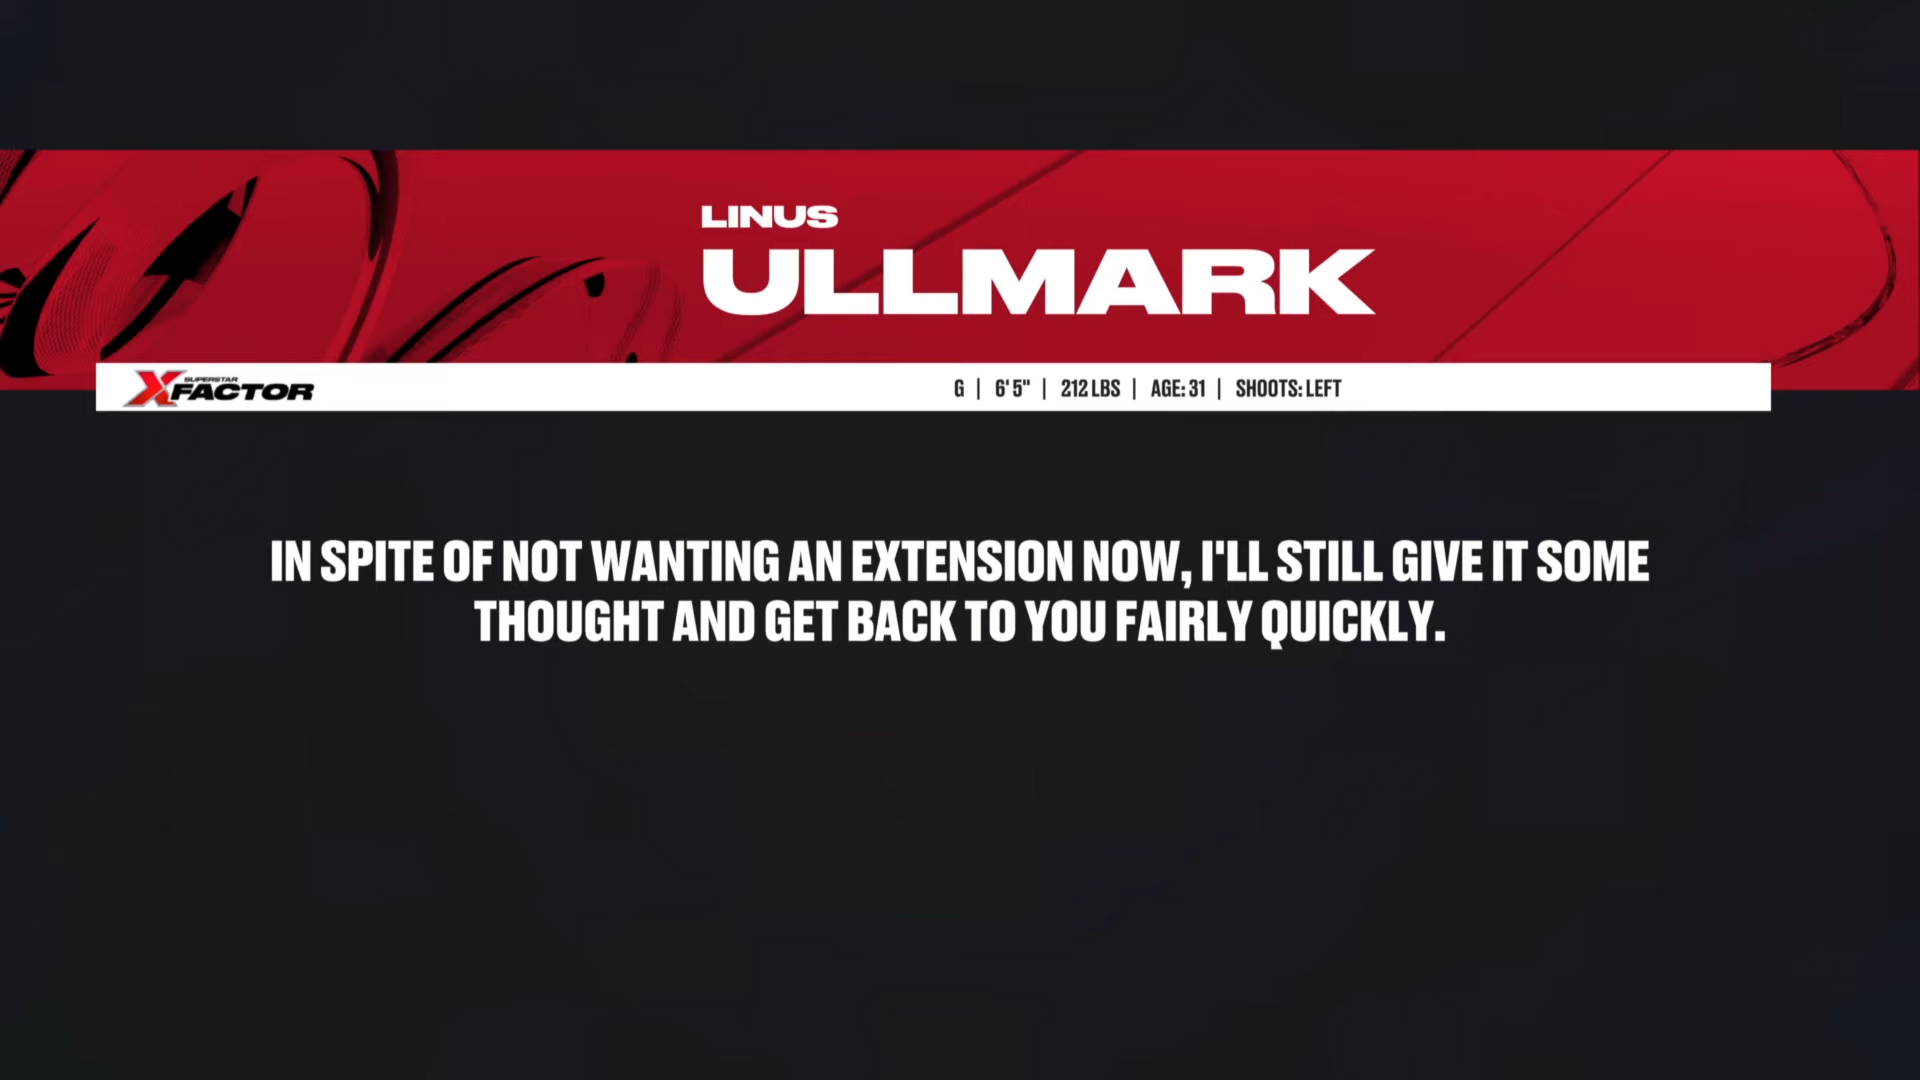 LINUS
ULLMARK
SUPERSTAR
X FACTOR
G | 6' 5" | 212 LBS | AGE: 31 | SHOOTS: LEFT
IN SPITE OF NOT WANTING AN EXTENSION NOW, I'LL STILL GIVE IT SOME
THOUGHT AND GET BACK TO YOU FAIRLY QUICKLY.